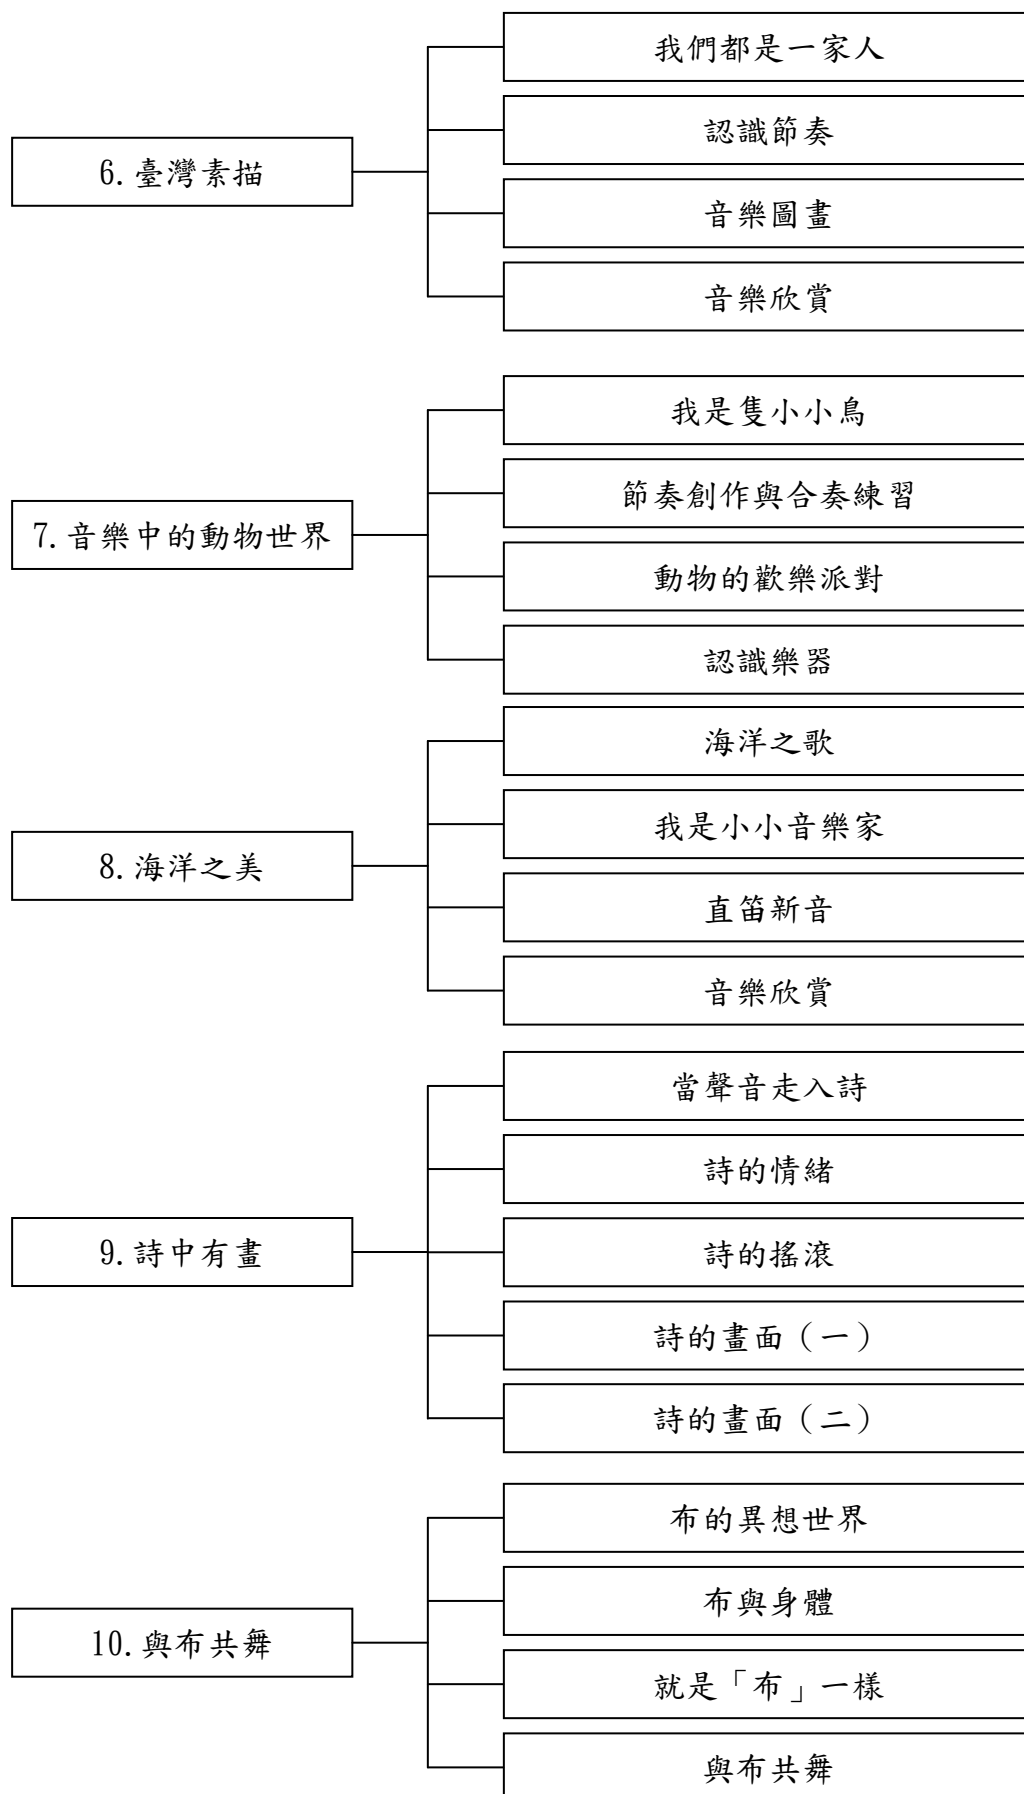 6.臺灣素描
我們都是一家人
認識節奏
音樂圖畫
音樂欣賞
7.音樂中的動物世界
我是隻小小鳥
節奏創作與合奏練習
動物的歡樂派對
認識樂器
8.海洋之美
海洋之歌
我是小小音樂家
直笛新音
音樂欣賞
9.詩中有畫
當聲音走入詩
詩的情緒
詩的搖滾
詩的畫面（一）
詩的畫面（二）
10.與布共舞
布的異想世界
布與身體
就是「布」一樣
與布共舞